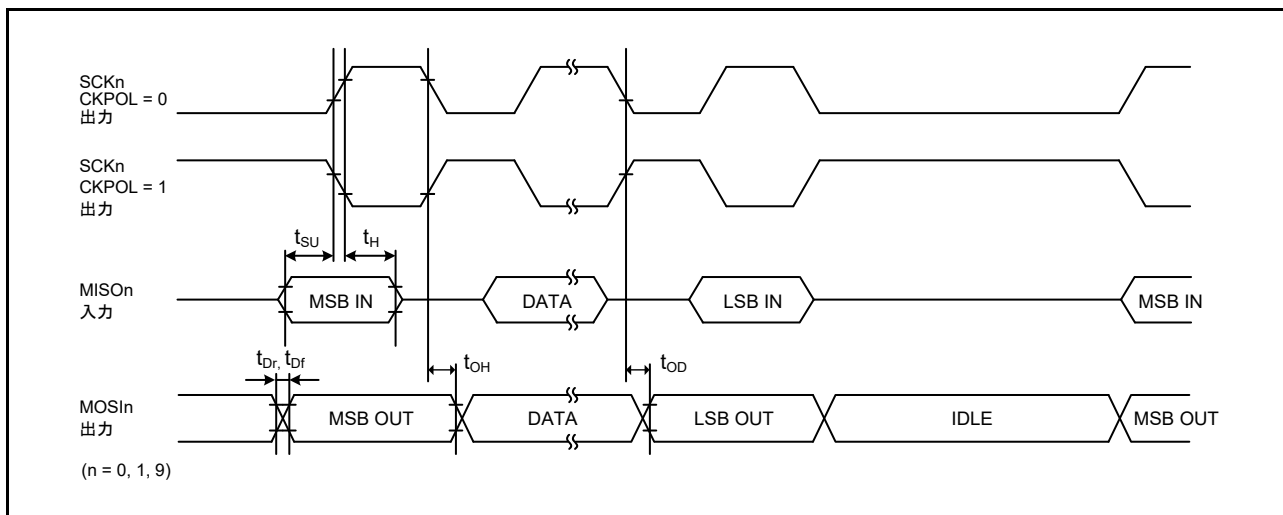 SCKn
CKPOL = 0
出力
SCKn
CKPOL = 1
出力
tSU
tH
MISOn
入力
MSB IN
DATA
LSB IN
MSB IN
tDr, tDf
tOH
tOD
MOSIn
出力
MSB OUT
DATA
LSB OUT
IDLE
MSB OUT
(n = 0, 1, 9)